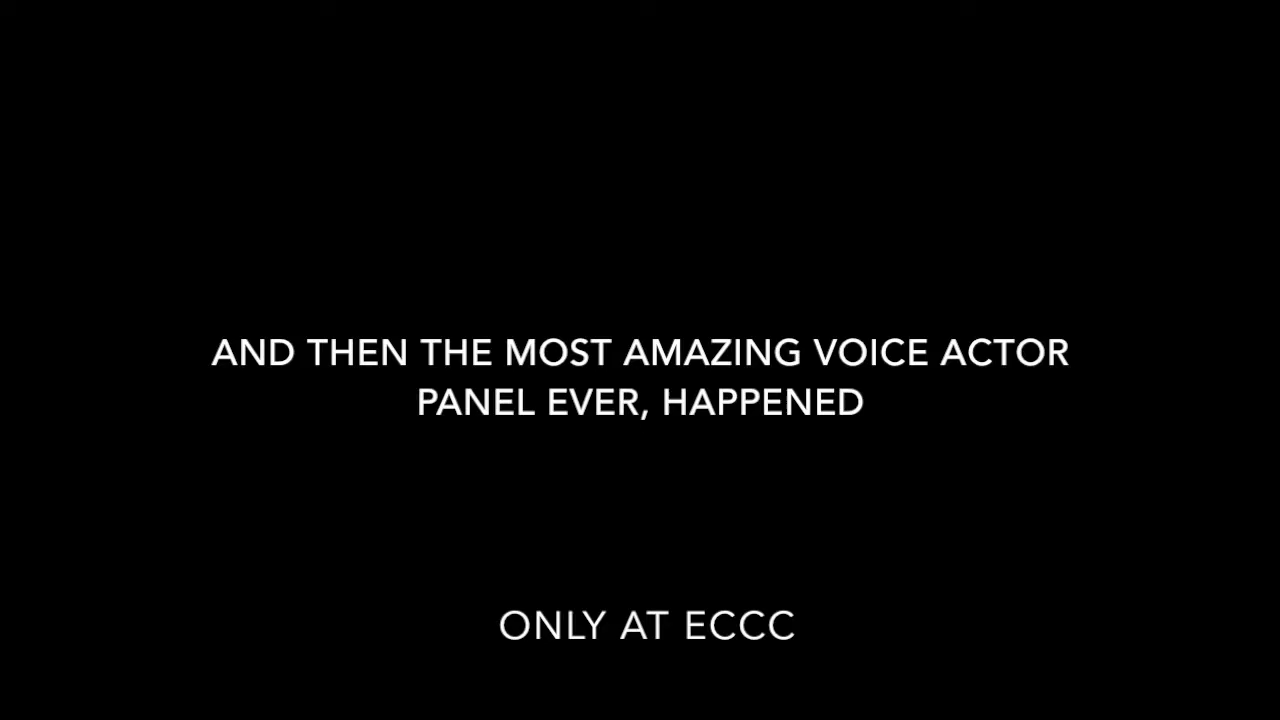 AND THEN THE MOST AMAZING VOICE ACTOR
PANEL EVER, HAPPENED
ONLY AT ECCC